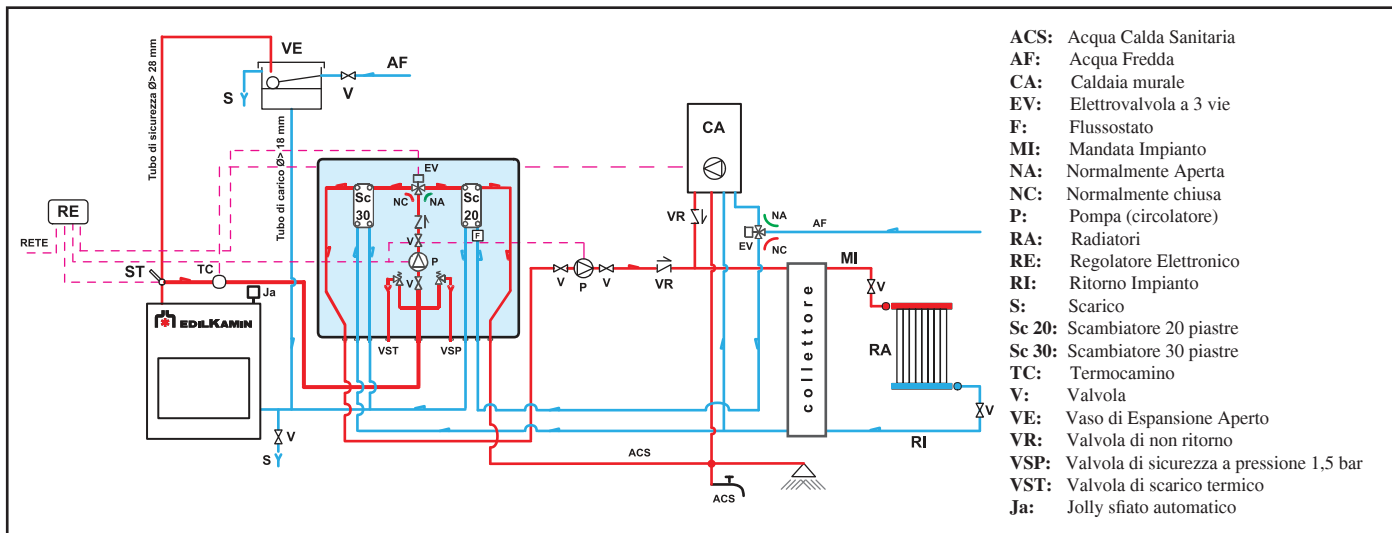 VE
AF
V
S
Tubo di sicurezza Ø> 28 mm
Tubo di carico Ø> 18 mm
RE
RETE
ST
TC
Ja
EDILKAMIN
V
S
EV
Sc
30
NC
NA
Sc
20
F
V
P
V
VST
VSP
CA
VR
NA
EV
NC
AF
V
P
V
VR
MI
V
collettore
RA
V
RI
ACS
ACS
ACS: Acqua Calda Sanitaria
AF: Acqua Fredda
CA: Caldaia murale
EV: Elettrovalvola a 3 vie
F: Flussostato
MI: Mandata Impianto
NA: Normalmente Aperta
NC: Normalmente chiusa
P: Pompa (circolatore)
RA: Radiatori
RE: Regolatore Elettronico
RI: Ritorno Impianto
S: Scarico
Sc 20: Scambiatore 20 piastre
Sc 30: Scambiatore 30 piastre
TC: Termocamino
V: Valvola
VE: Vaso di Espansione Aperto
VR: Valvola di non ritorno
VSP: Valvola di sicurezza a pressione 1,5 bar
VST: Valvola di scarico termico
Ja: Jolly sfiato automatico